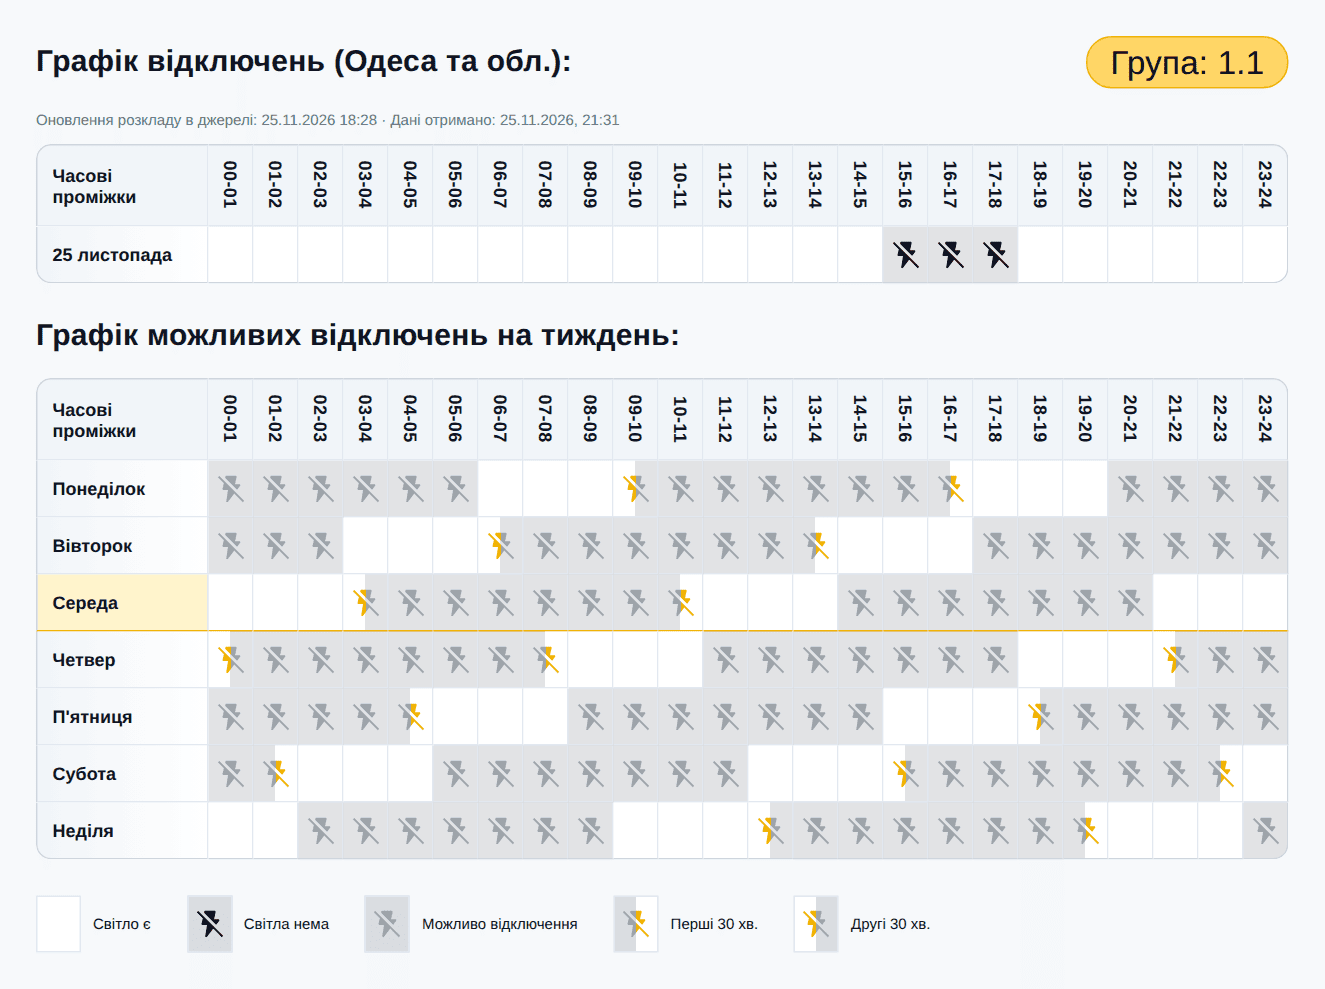 Графік відключень (Одеса та обл.):
Група: 1.1
Оновлення розкладу в джерелі: 25.11.2026 18:28 · Дані отримано: 25.11.2026, 21:31
Часові
проміжки
00-01 01-02 02-03 03-04 04-05 05-06 06-07 07-08 08-09 09-10 10-11 11-12 12-13 13-14 14-15 15-16 16-17 17-18 18-19 19-20 20-21 21-22 22-23 23-24
25 листопада
Графік можливих відключень на тиждень:
Часові
проміжки
00-01 01-02 02-03 03-04 04-05 05-06 06-07 07-08 08-09 09-10 10-11 11-12 12-13 13-14 14-15 15-16 16-17 17-18 18-19 19-20 20-21 21-22 22-23 23-24
Понеділок
Вівторок
Середа
Четвер
П'ятниця
Субота
Неділя
Світло є
Світла нема
Можливо відключення
Перші 30 хв.
Другі 30 хв.